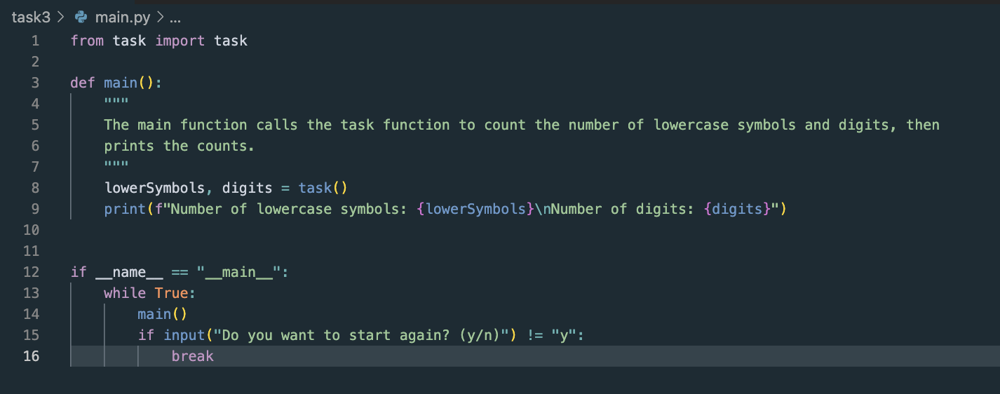 task3 > main.py > ...
1 from task import task
2
3 def main():
4     """
5     The main function calls the task function to count the number of lowercase symbols and digits, then
6     prints the counts.
7     """
8     lowerSymbols, digits = task()
9     print(f"Number of lowercase symbols: {lowerSymbols}\nNumber of digits: {digits}")
10
11
12 if __name__ == "__main__":
13     while True:
14         main()
15         if input("Do you want to start again? (y/n)") != "y":
16             break